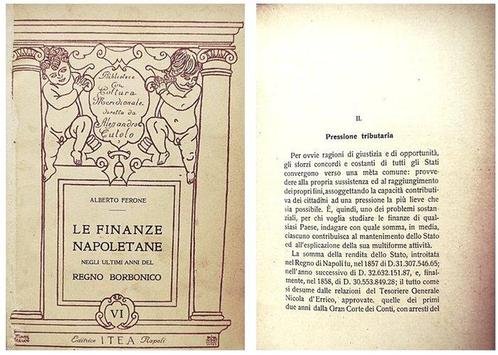 Biblioteca
Con
Coltura
Meridionale
diretta da
Alessandro
Cutolo
ALBERTO FERONE
LE FINANZE
NAPOLETANE
NEGLI ULTIMI ANNI DEL
REGNO BORBONICO
VI
Editrice ITEA Napoli
II.
Pressione tributaria
Per ovvie ragioni di giustizia e di opportunità,
gli sforzi concordi e costanti di tutti gli Stati
convergono verso una mèta comune: provve-
dere alla propria sussistenza ed al raggiungimento
dei propri fini, assoggettando la capacità contributi-
va dei cittadini ad una pressione la più lieve che
sia possibile. È, quindi, uno dei problemi sostan-
ziali, per chi voglia studiare le finanze di qual-
siasi Paese, indagare con quale somma, in media,
ciascuno contribuisca al mantenimento dello Stato
ed all'esplicazione della sua multiforme attività.
La somma della rendita dello Stato, introitata
nel Regno di Napoli fu, nel 1857 di D. 31.307.546.65;
nell'anno successivo di D. 32.632.151.87, e, final-
mente, nel 1858, di D. 30.553.849.28; il tutto come
si desume dalle relazioni del Tesoriere Generale
Nicola d'Errico, approvate, quelle dei primi
due anni dalla Gran Corte dei Conti, con arresti del